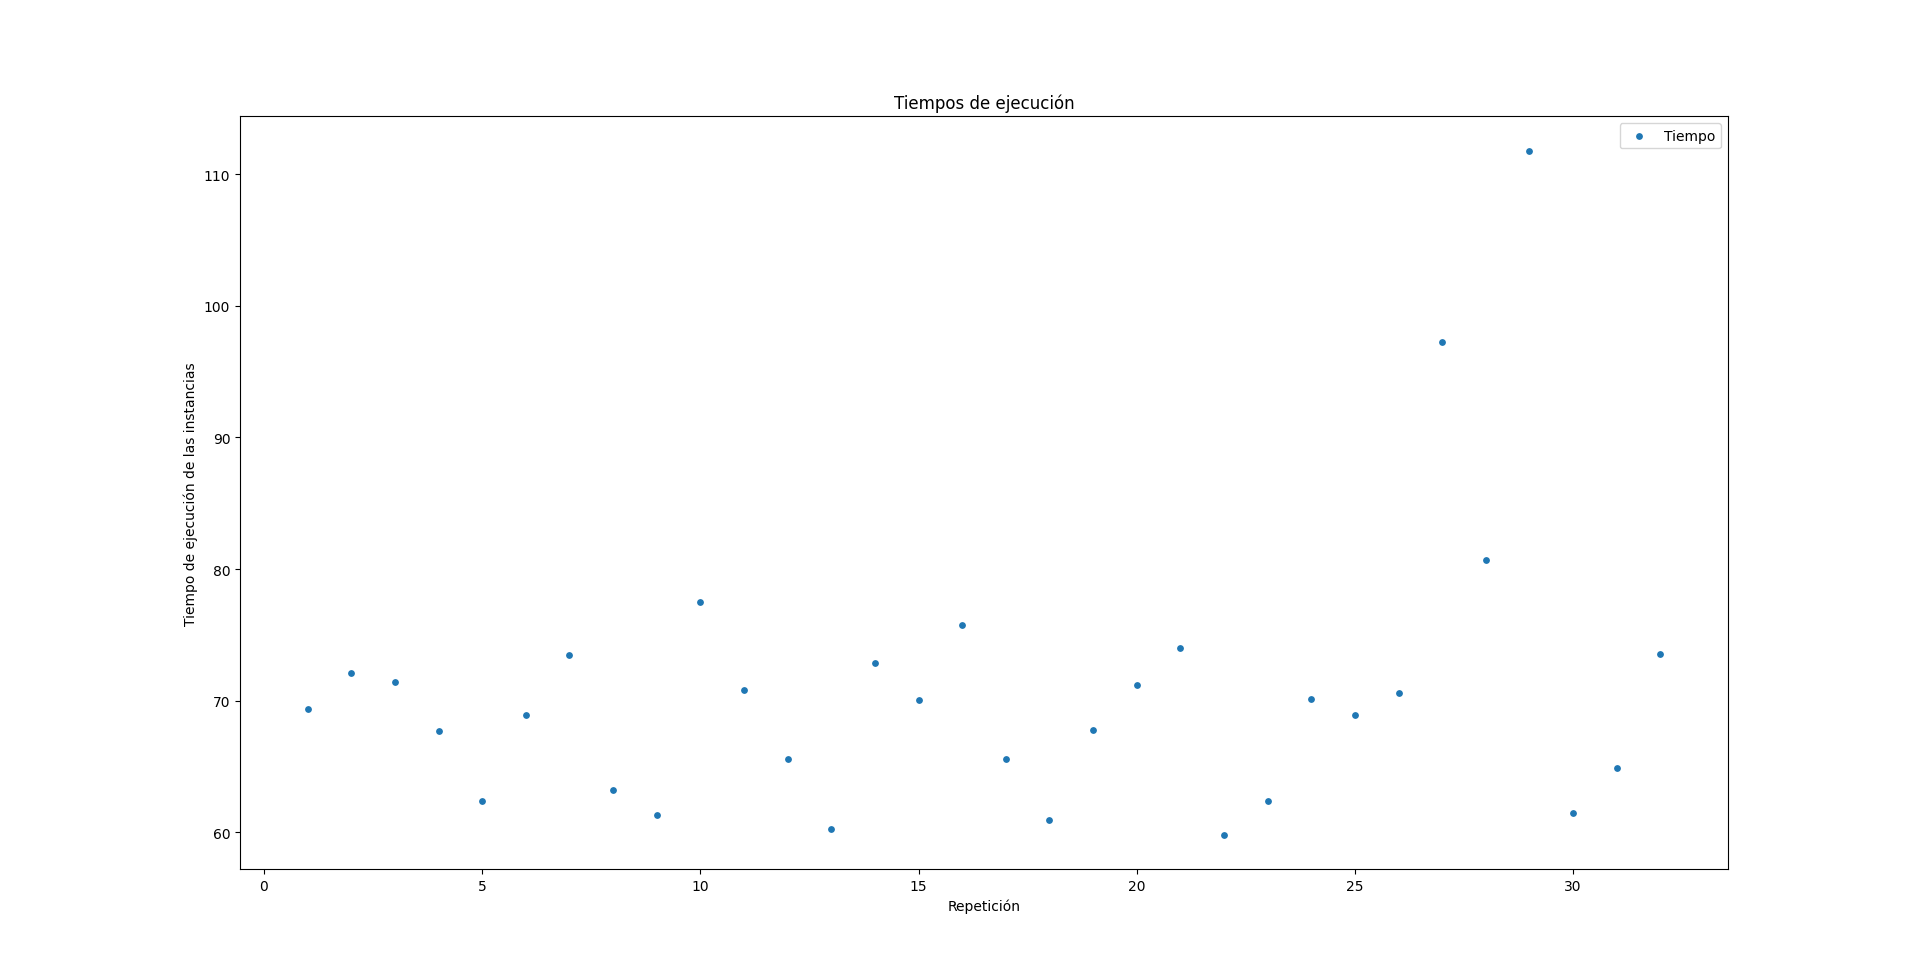 Tiempos de ejecución
Tiempo
110
100
90
80
70
60
Tiempo de ejecución de las instancias
0 5 10 15 20 25 30
Repetición